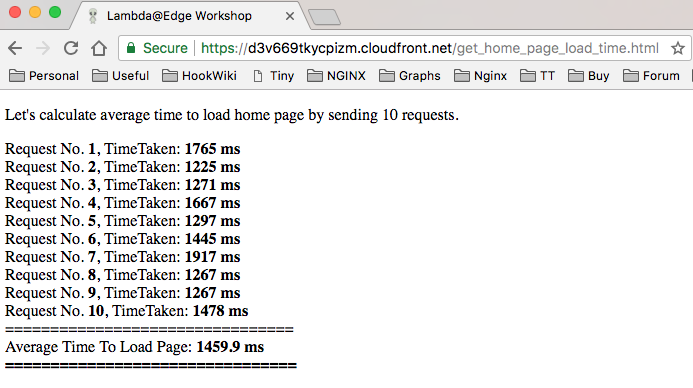 Lambda@Edge Workshop
Secure https://d3v669tkycpizm.cloudfront.net/get_home_page_load_time.html
Personal Useful HookWiki Tiny NGINX Graphs Nginx TT Buy Forum
Let's calculate average time to load home page by sending 10 requests.
Request No. 1, TimeTaken: 1765 ms
Request No. 2, TimeTaken: 1225 ms
Request No. 3, TimeTaken: 1271 ms
Request No. 4, TimeTaken: 1667 ms
Request No. 5, TimeTaken: 1297 ms
Request No. 6, TimeTaken: 1445 ms
Request No. 7, TimeTaken: 1917 ms
Request No. 8, TimeTaken: 1267 ms
Request No. 9, TimeTaken: 1267 ms
Request No. 10, TimeTaken: 1478 ms
================================
Average Time To Load Page: 1459.9 ms
================================